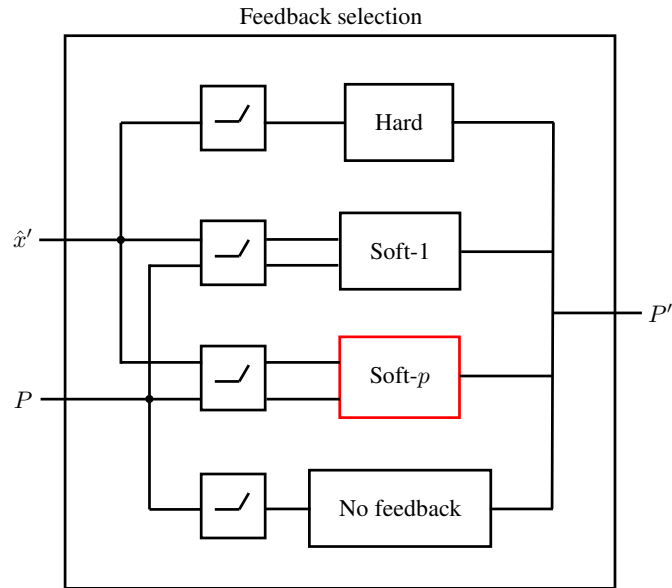 Feedback selection
Hard
x̂′
Soft-1
P′
Soft-p
P
No feedback